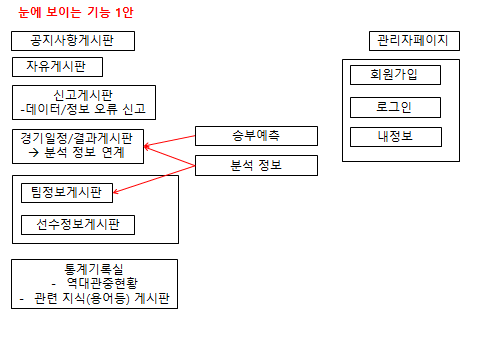 눈에 보이는 기능 1안
공지사항게시판
관리자페이지
자유게시판
회원가입
신고게시판
-데이터/정보 오류 신고
로그인
경기일정/결과게시판
→ 분석 정보 연계
승부예측
내정보
분석 정보
팀정보게시판
선수정보게시판
통계기록실
- 역대관중현황
- 관련 지식(용어등) 게시판